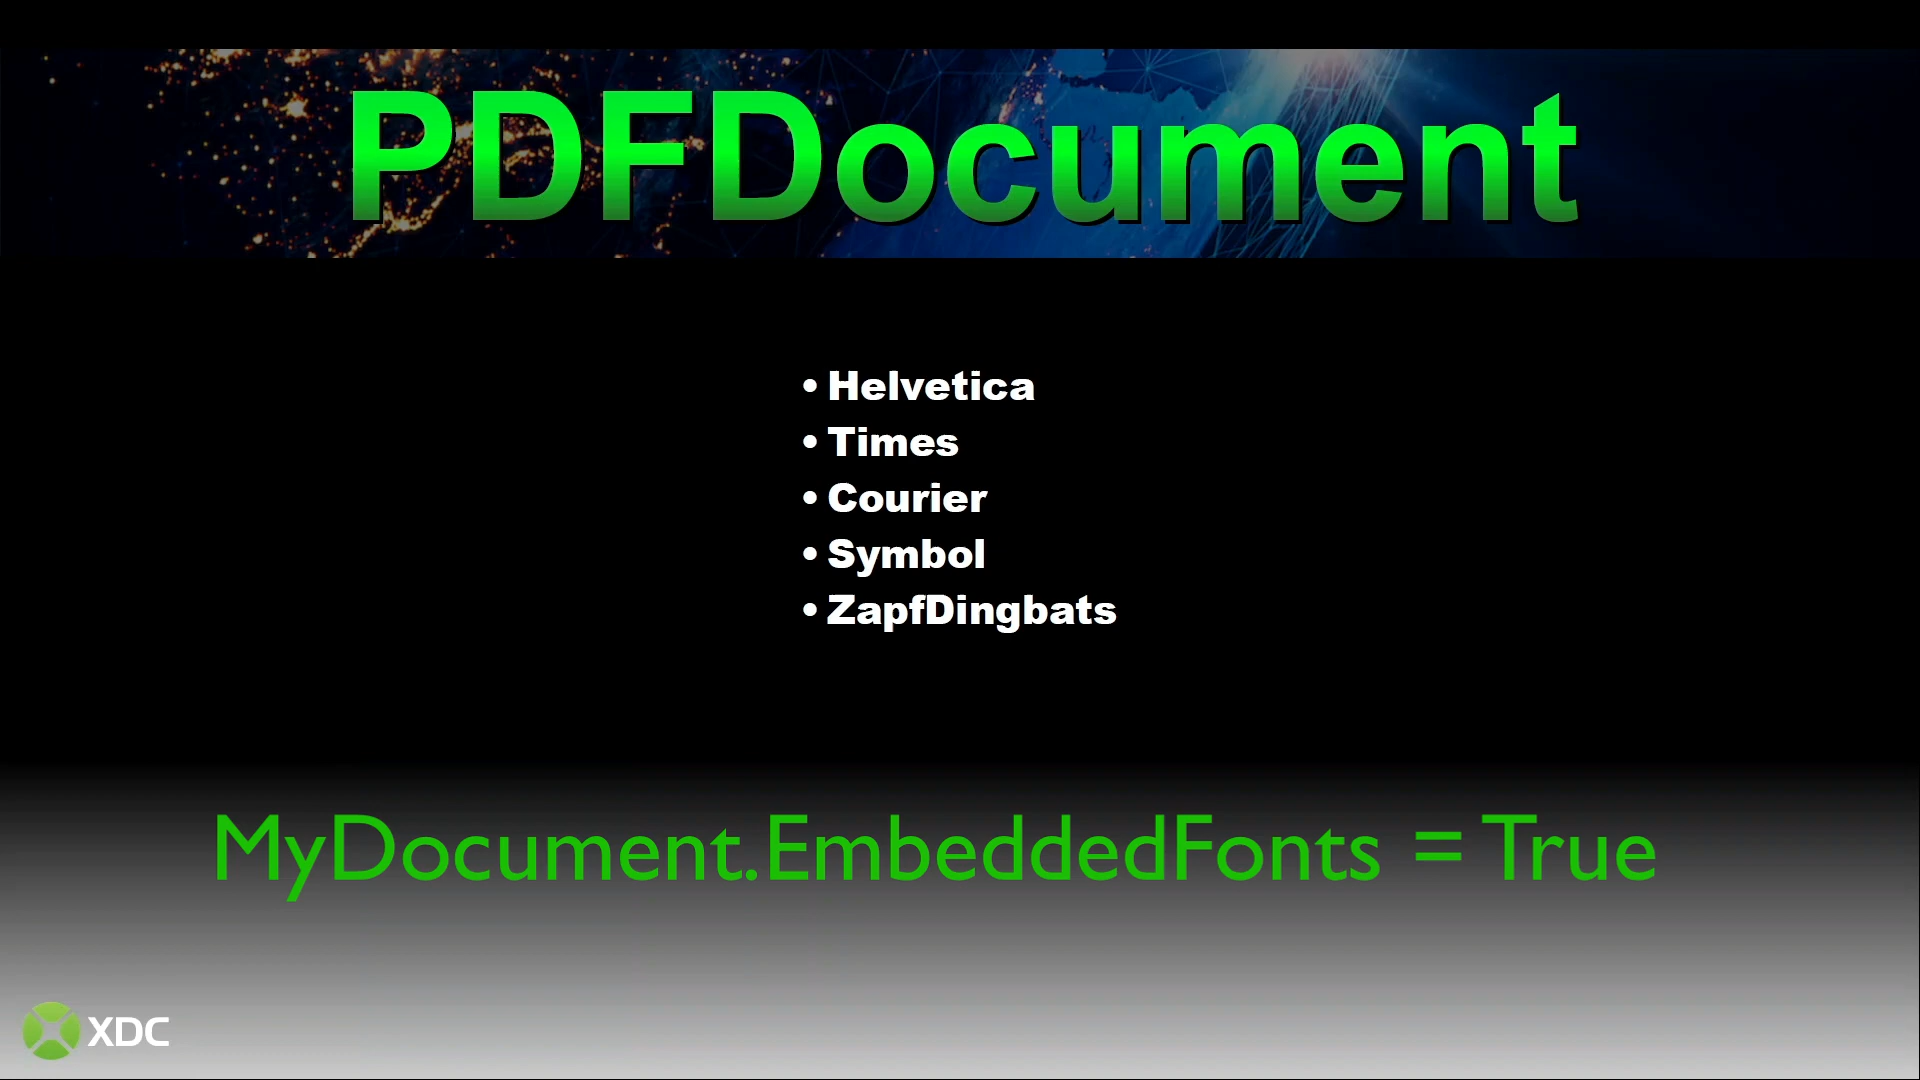 PDFDocument
• Helvetica
• Times
• Courier
• Symbol
• ZapfDingbats
MyDocument.EmbeddedFonts = True
XDC